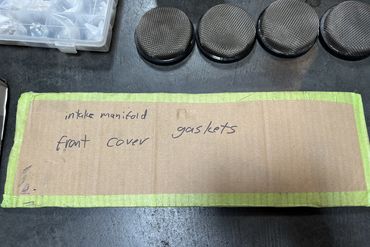 intake manifold
front cover gaskets